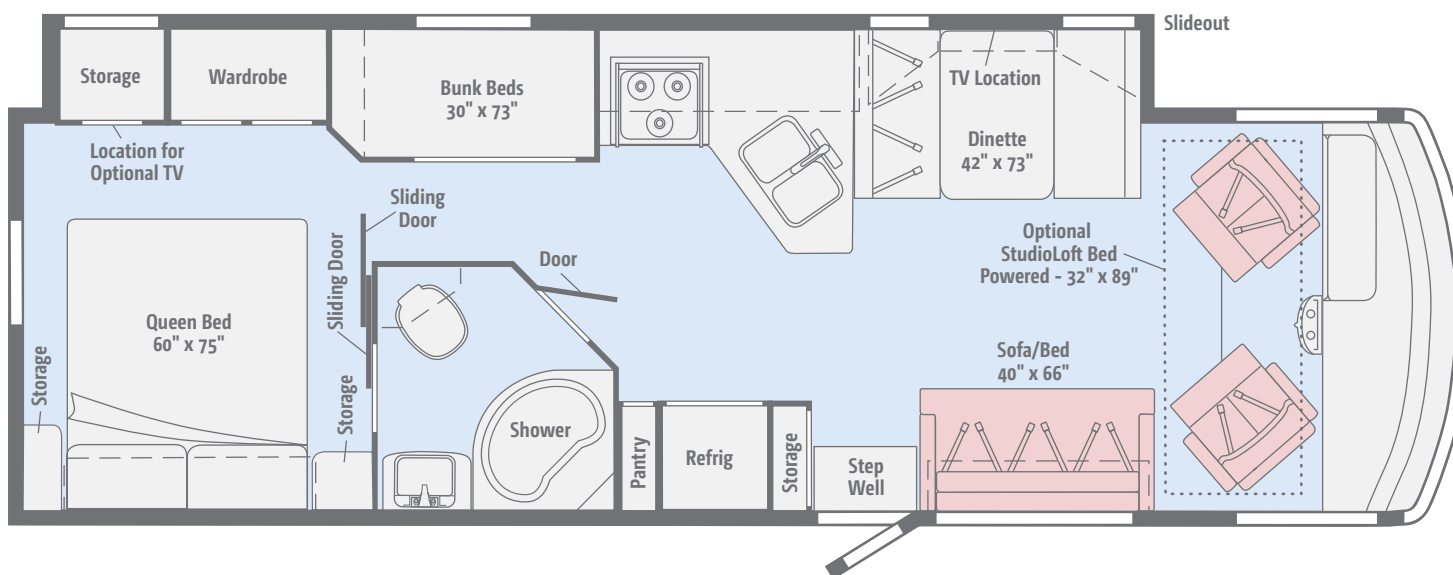 Slideout
Storage
Wardrobe
Bunk Beds
30" x 73"
TV Location
Dinette
42" x 73"
Location for
Optional TV
Sliding
Door
Sliding Door
Door
Optional
StudioLoft Bed
Powered - 32" x 89"
Queen Bed
60" x 75"
Storage
Storage
Sofa/Bed
40" x 66"
Shower
Pantry
Refrig
Storage
Step
Well